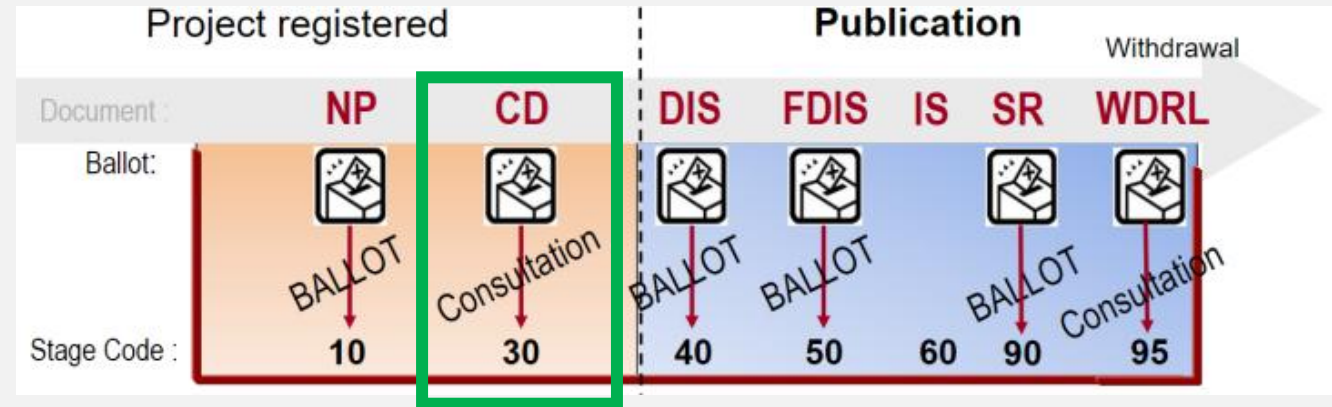 Project registered
Publication
Withdrawal
Document : NP CD DIS FDIS IS SR WDRL
Ballot:
BALLOT Consultation BALLOT BALLOT BALLOT Consultation
Stage Code : 10 30 40 50 60 90 95